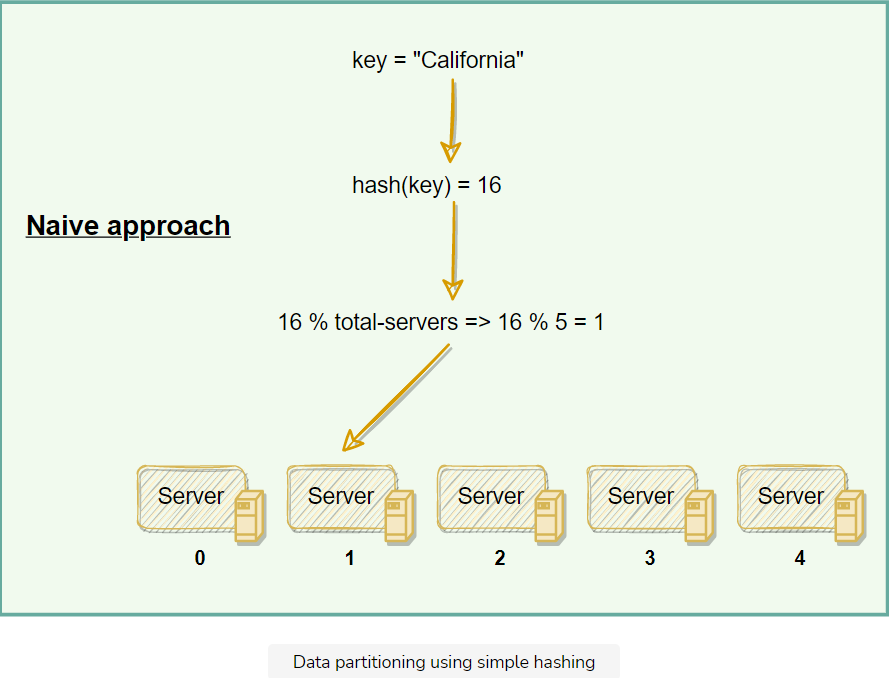 key = "California"
hash(key) = 16
Naive approach
16 % total-servers => 16 % 5 = 1
Server Server Server Server Server
0 1 2 3 4
Data partitioning using simple hashing